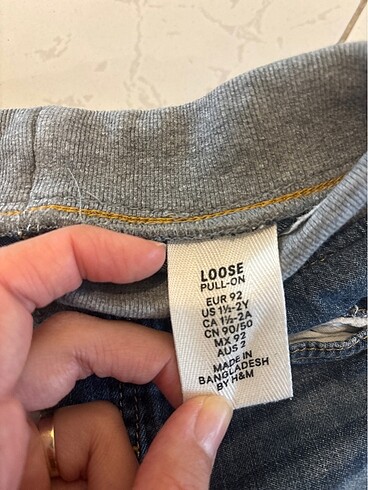 LOOSE
PULL-ON
EUR 92
US 1½-2Y
CA 1½-2A
CN 90/50
MX 92
AUS 2
MADE IN
BANGLADESH
BY H&M